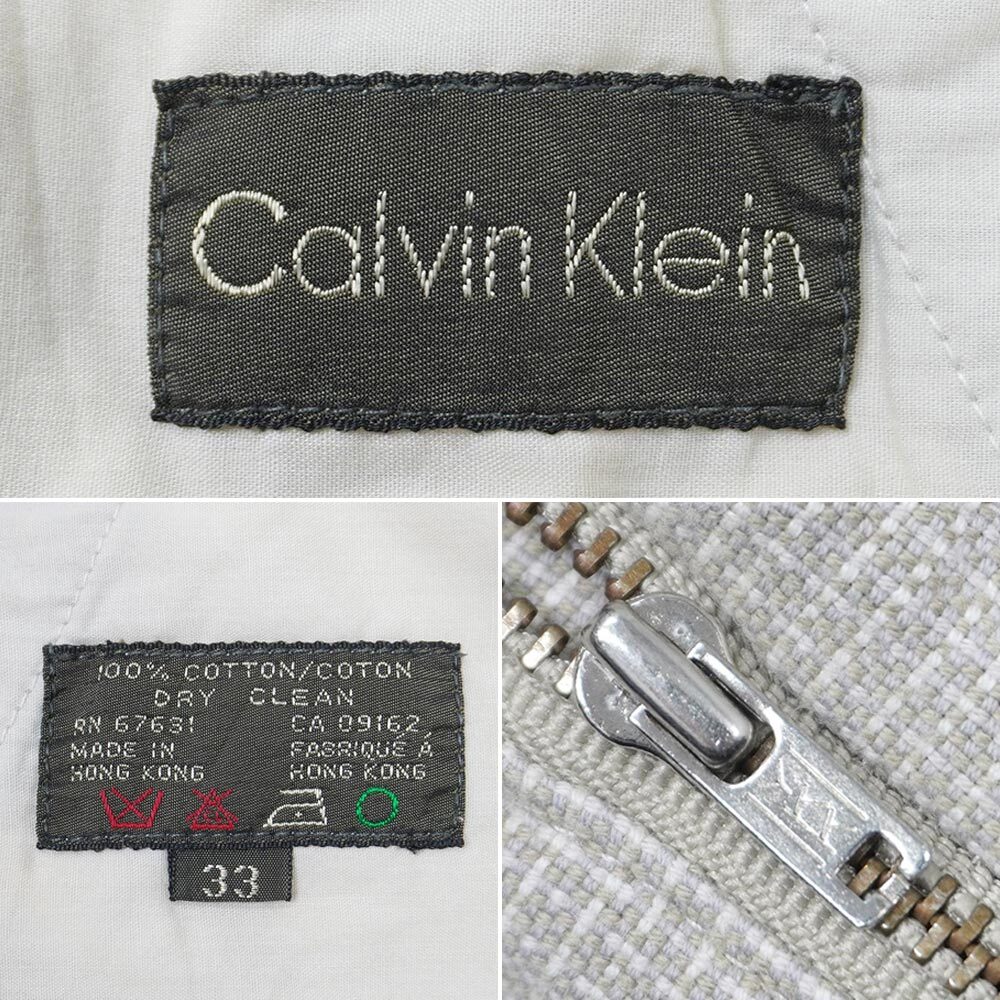 Calvin Klein
100% COTTON/COTON
DRY CLEAN
RN 67631 CA 09162
MADE IN FABRIQUE A
HONG KONG HONG KONG
33